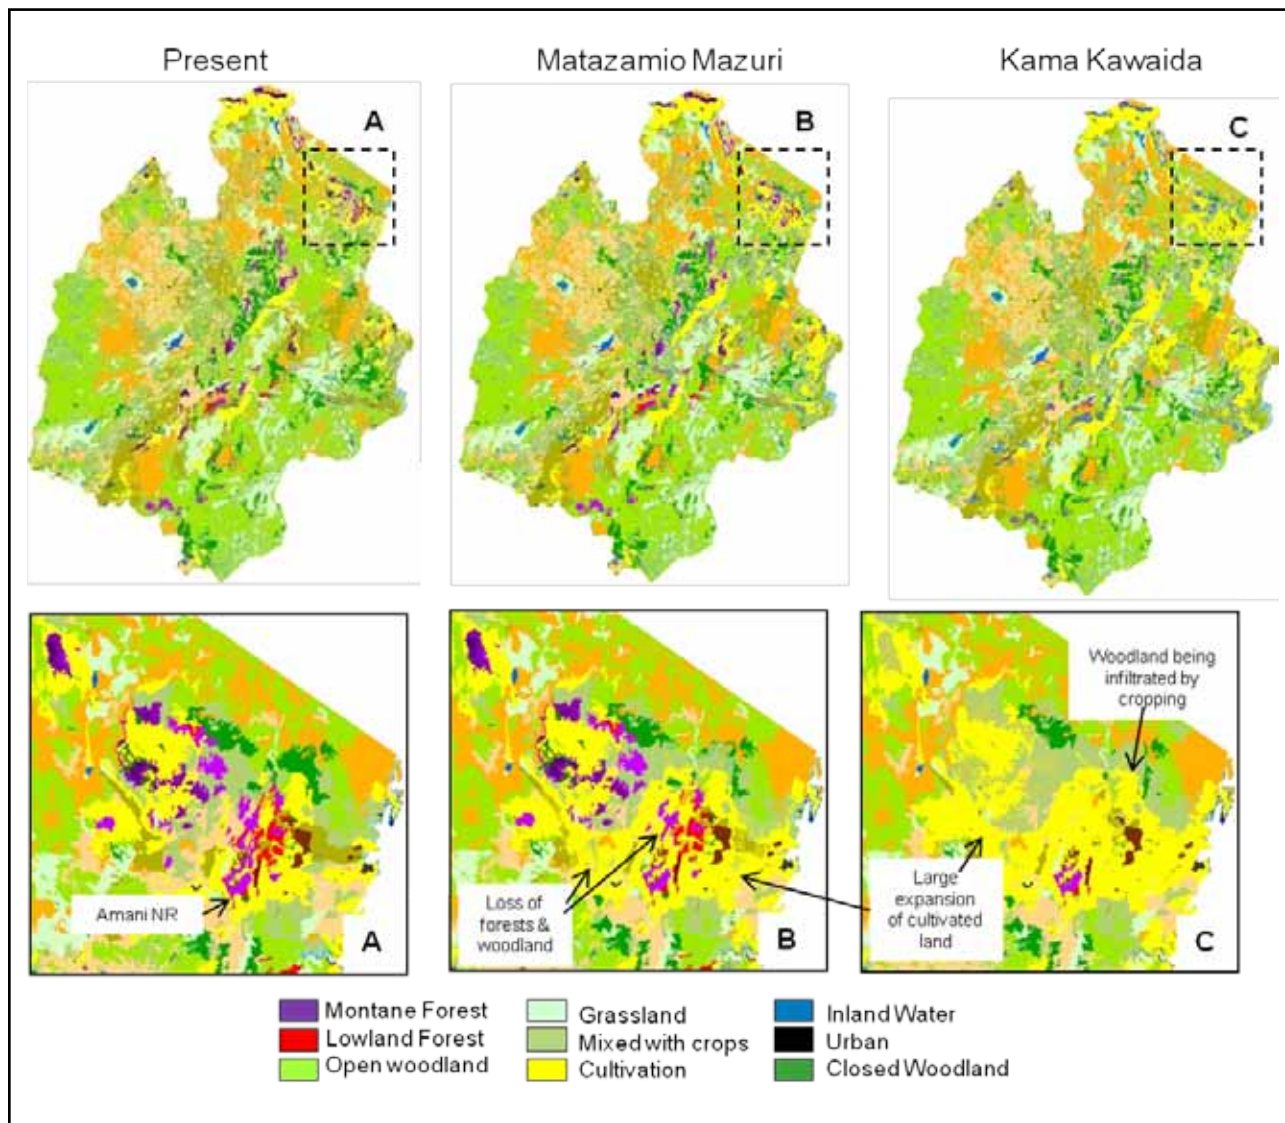 Present
Matazamio Mazuri
Kama Kawaida
A
B
C
Amani NR
A
Loss of
forests &
woodland
B
Woodland being
infiltrated by
cropping
Large
expansion
of cultivated
land
C
Montane Forest
Lowland Forest
Open woodland
Grassland
Mixed with crops
Cultivation
Inland Water
Urban
Closed Woodland